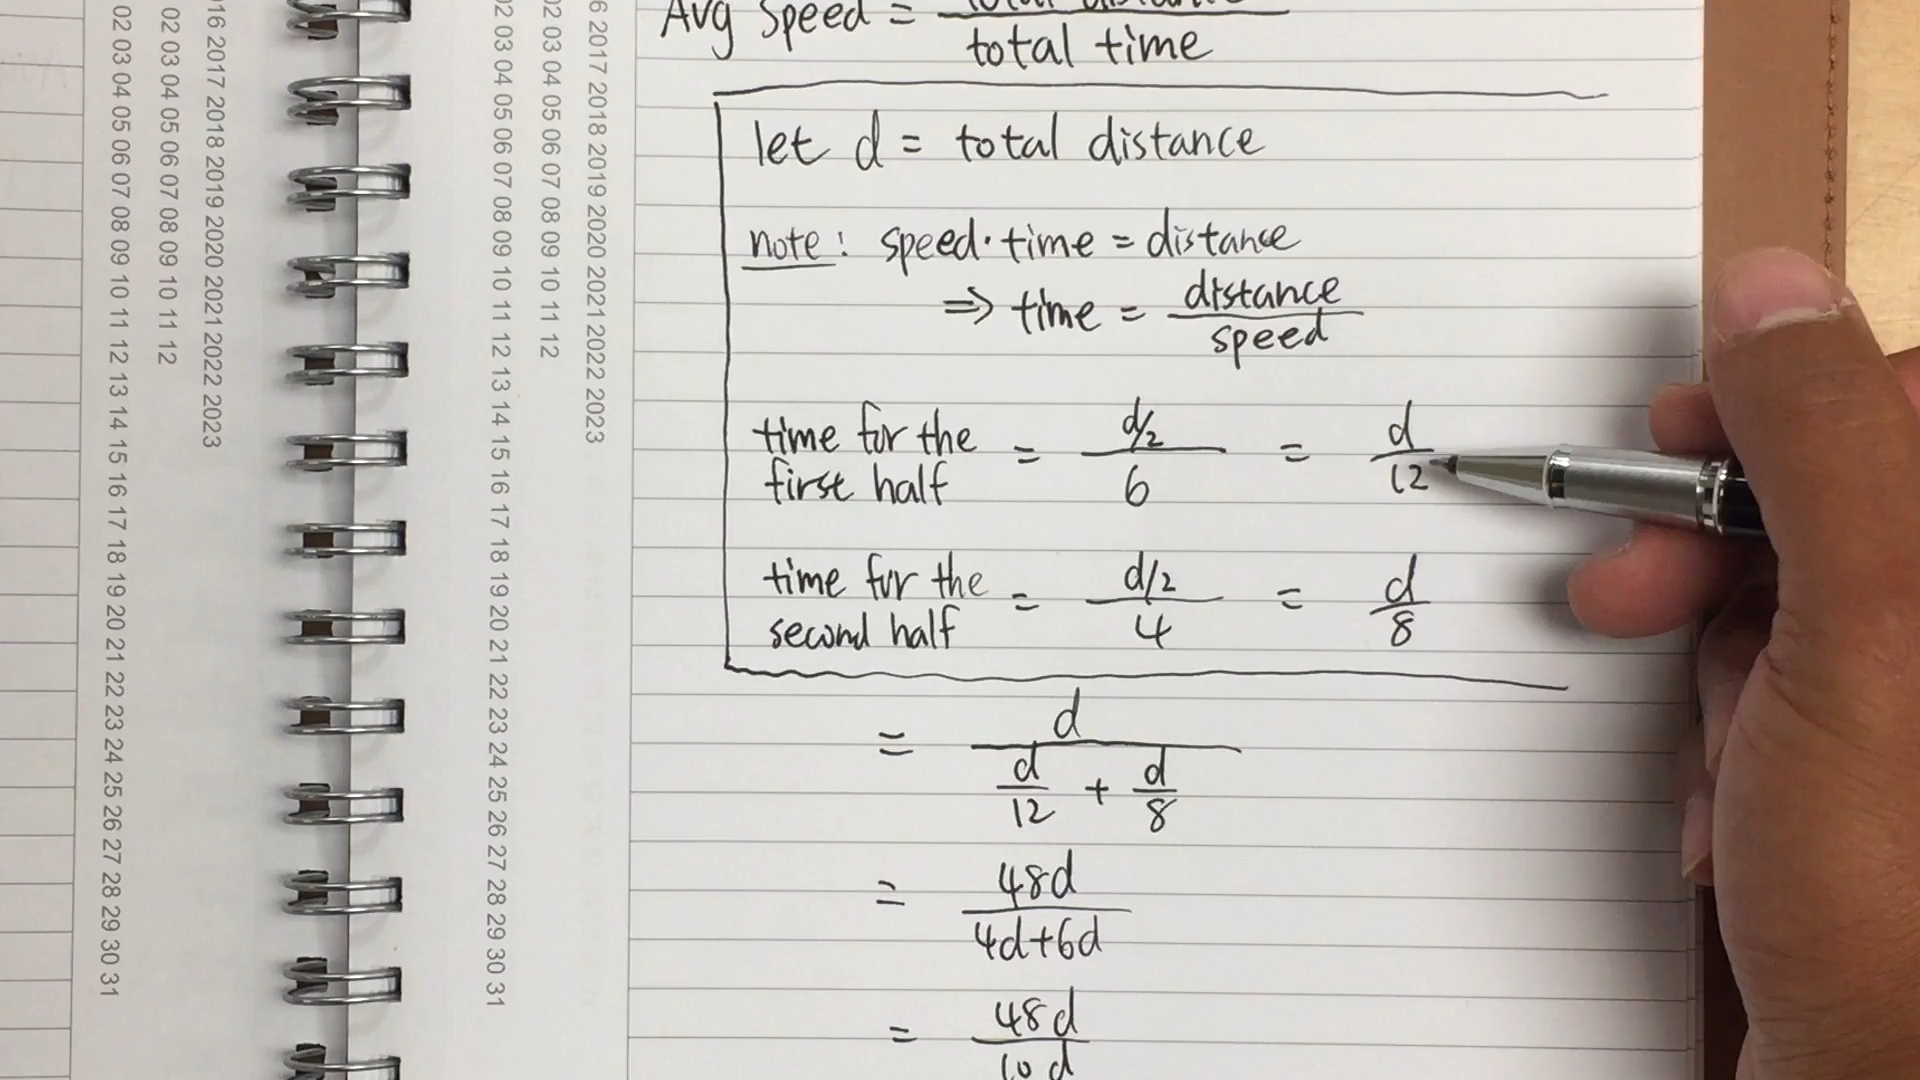 16 2017 2018 2019 2020 2021 2022 2023
02 03 04 05 06 07 08 09 10 11 12
02 03 04 05 06 07 08 09 10 11 12 13 14 15 16 17 18 19 20 21 22 23 24 25 26 27 28 29 30 31
6 2017 2018 2019 2020 2021 2022 2023
02 03 04 05 06 07 08 09 10 11 12
02 03 04 05 06 07 08 09 10 11 12 13 14 15 16 17 18 19 20 21 22 23 24 25 26 27 28 29 30 31
Avg Speed = total distance / total time
let d = total distance
note: speed · time = distance
⇒ time = distance / speed
time for the first half = d/2 / 6 = d / 12
time for the second half = d/2 / 4 = d / 8
= d / (d/12 + d/8)
= 48d / 4d+6d
= 48d / 10d